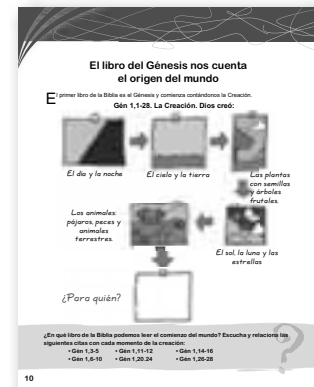 El libro del Génesis nos cuenta
el origen del mundo
El primer libro de la Biblia es el Génesis y comienza contándonos la Creación.
Gén 1,1-28. La Creación. Dios creó:
El día y la noche
El cielo y la tierra
Las plantas
con semillas
y árboles
frutales.
Los animales:
pájaros, peces y
animales
terrestres.
El sol, la luna y las
estrellas
¿Para quién?
¿En qué libro de la Biblia podemos leer el comienzo del mundo? Escucha y relaciona las
siguientes citas con cada momento de la creación:
• Gén 1,3-5 • Gén 1,11-12 • Gén 1,14-16
• Gén 1,6-10 • Gén 1,20.24 • Gén 1,26-28
?
10